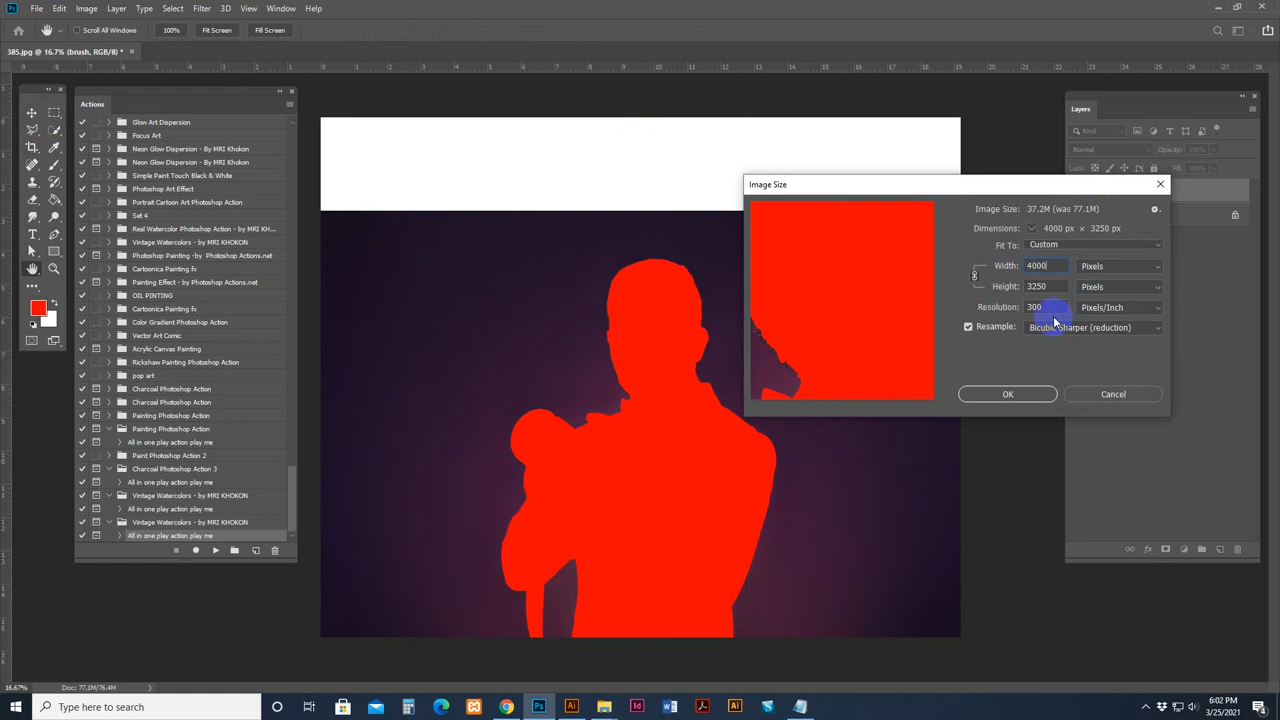 Ps File Edit Image Layer Type Select Filter 3D View Window Help
Scroll All Windows 100% Fit Screen Fill Screen
385.jpg @ 16.7% (brush, RGB/8) *
Actions
Glow Art Dispersion
Focus Art
Neon Glow Dispersion - By MRI Khokon
Neon Glow Dispersion - By MRI Khokon
Simple Paint Touch Black & White
Photoshop Art Effect
Portrait Cartoon Art Photoshop Action
Set 4
Real Watercolor Photoshop Action - By MRI KH...
Vintage Watercolors - by MRI KHOKON
Photoshop Painting -by Photoshop Actions.net
Cartoonica Painting fx
Painting Effect - by Photoshop Actions.net
Cartoonica Painting fx
OIL PINTING
Cartoonica Painting fx
Color Gradient Photoshop Action
Vector Art Comic
Acrylic Canvas Painting
Rickshaw Painting Photoshop Action
pop art
Charcoal Photoshop Action
Charcoal Photoshop Action
Painting Photoshop Action
Painting Photoshop Action
All in one play action play me
Paint Photoshop Action 2
Charcoal Photoshop Action 3
All in one play action play me
Vintage Watercolors - by MRI KHOKON
All in one play action play me
Vintage Watercolors - by MRI KHOKON
All in one play action play me
Image Size
Image Size: 37.2M (was 77.1M)
Dimensions: 4000 px × 3250 px
Fit To: Custom
Width: 4000 Pixels
Height: 3250 Pixels
Resolution: 300 Pixels/Inch
Resample: Bicubic Sharper (reduction)
OK Cancel
Layers
Kind
Normal Opacity: 100%
Lock: Fill: 100%
16.67% Doc: 77.1M/76.4M
Type here to search
6:02 PM
3/25/2021